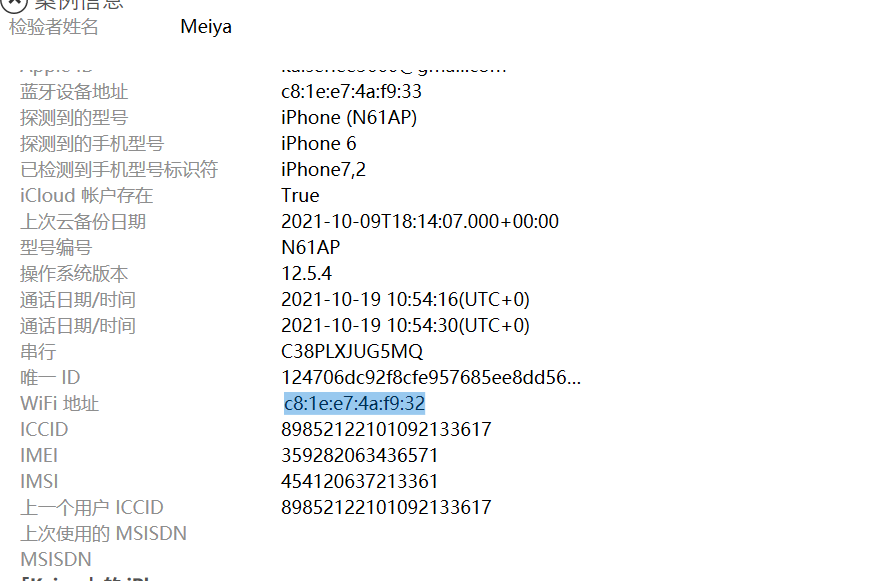 案例信息
检验者姓名 Meiya
Apple ID
蓝牙设备地址 c8:1e:e7:4a:f9:33
探测到的型号 iPhone (N61AP)
探测到的手机型号 iPhone 6
已检测到手机型号标识符 iPhone7,2
iCloud 帐户存在 True
上次云备份日期 2021-10-09T18:14:07.000+00:00
型号编号 N61AP
操作系统版本 12.5.4
通话日期/时间 2021-10-19 10:54:16(UTC+0)
通话日期/时间 2021-10-19 10:54:30(UTC+0)
串行 C38PLXJUG5MQ
唯一 ID 124706dc92f8cfe957685ee8dd56...
WiFi 地址 c8:1e:e7:4a:f9:32
ICCID 89852122101092133617
IMEI 359282063436571
IMSI 454120637213361
上一个用户 ICCID 89852122101092133617
上次使用的 MSISDN
MSISDN